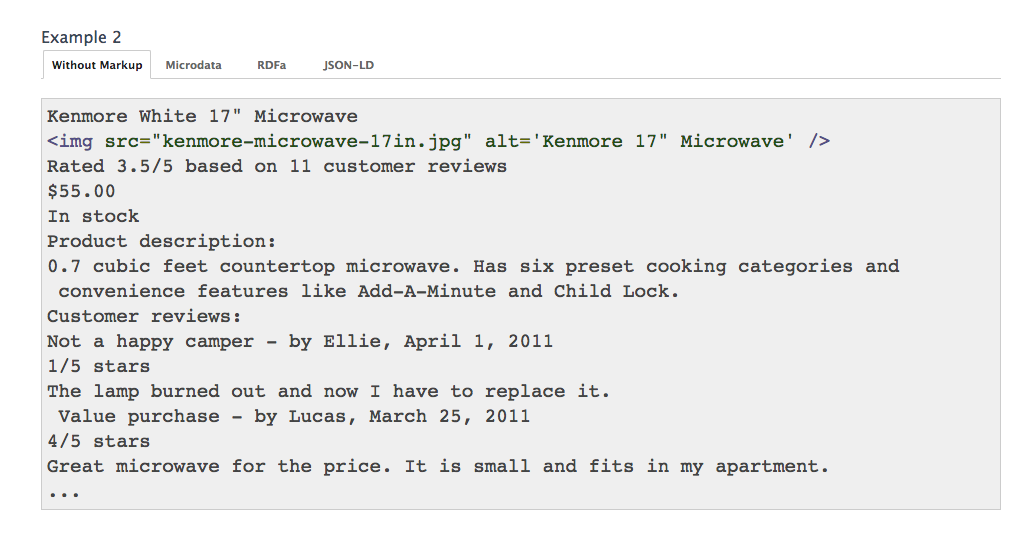 Example 2
Without Markup Microdata RDFa JSON-LD
Kenmore White 17" Microwave
<img src="kenmore-microwave-17in.jpg" alt='Kenmore 17" Microwave' />
Rated 3.5/5 based on 11 customer reviews
$55.00
In stock
Product description:
0.7 cubic feet countertop microwave. Has six preset cooking categories and
convenience features like Add-A-Minute and Child Lock.
Customer reviews:
Not a happy camper - by Ellie, April 1, 2011
1/5 stars
The lamp burned out and now I have to replace it.
Value purchase - by Lucas, March 25, 2011
4/5 stars
Great microwave for the price. It is small and fits in my apartment.
...